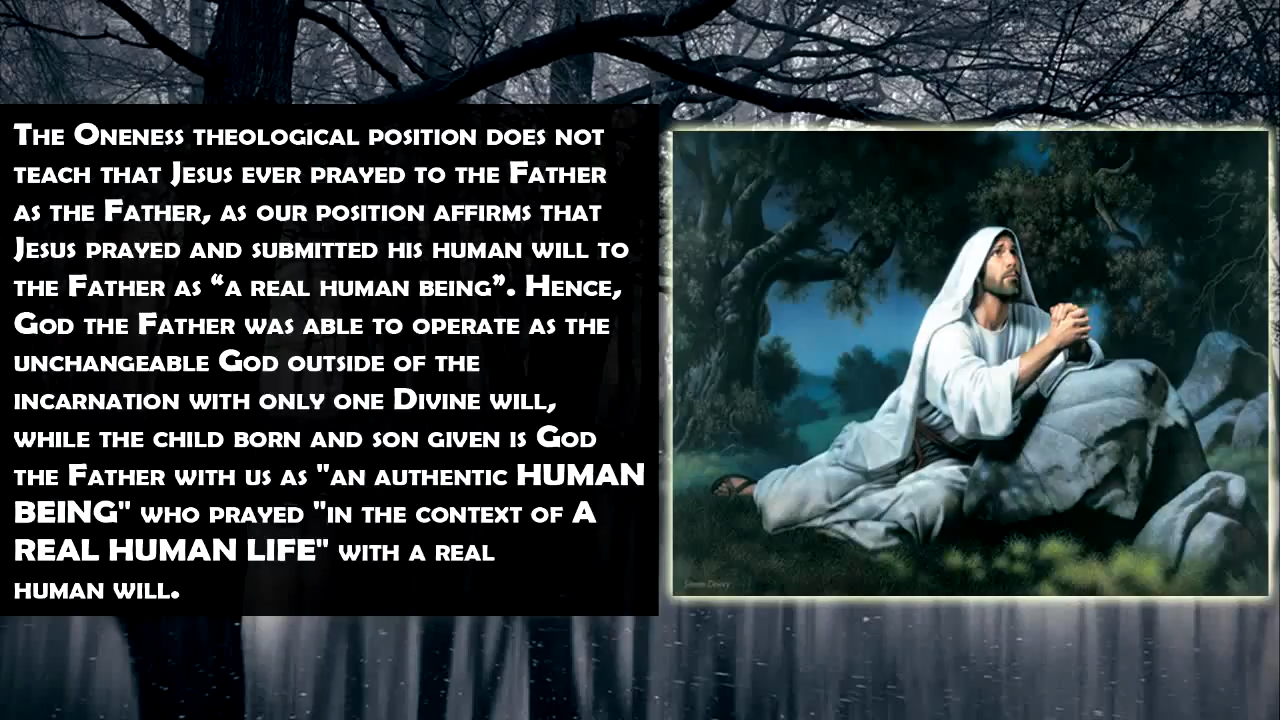 The Oneness theological position does not
teach that Jesus ever prayed to the Father
as the Father, as our position affirms that
Jesus prayed and submitted his human will to
the Father as “a real human being”. Hence,
God the Father was able to operate as the
unchangeable God outside of the
incarnation with only one Divine will,
while the child born and son given is God
the Father with us as "an authentic HUMAN
BEING" who prayed "in the context of A
REAL HUMAN LIFE" with a real
human will.
Simon Dewey